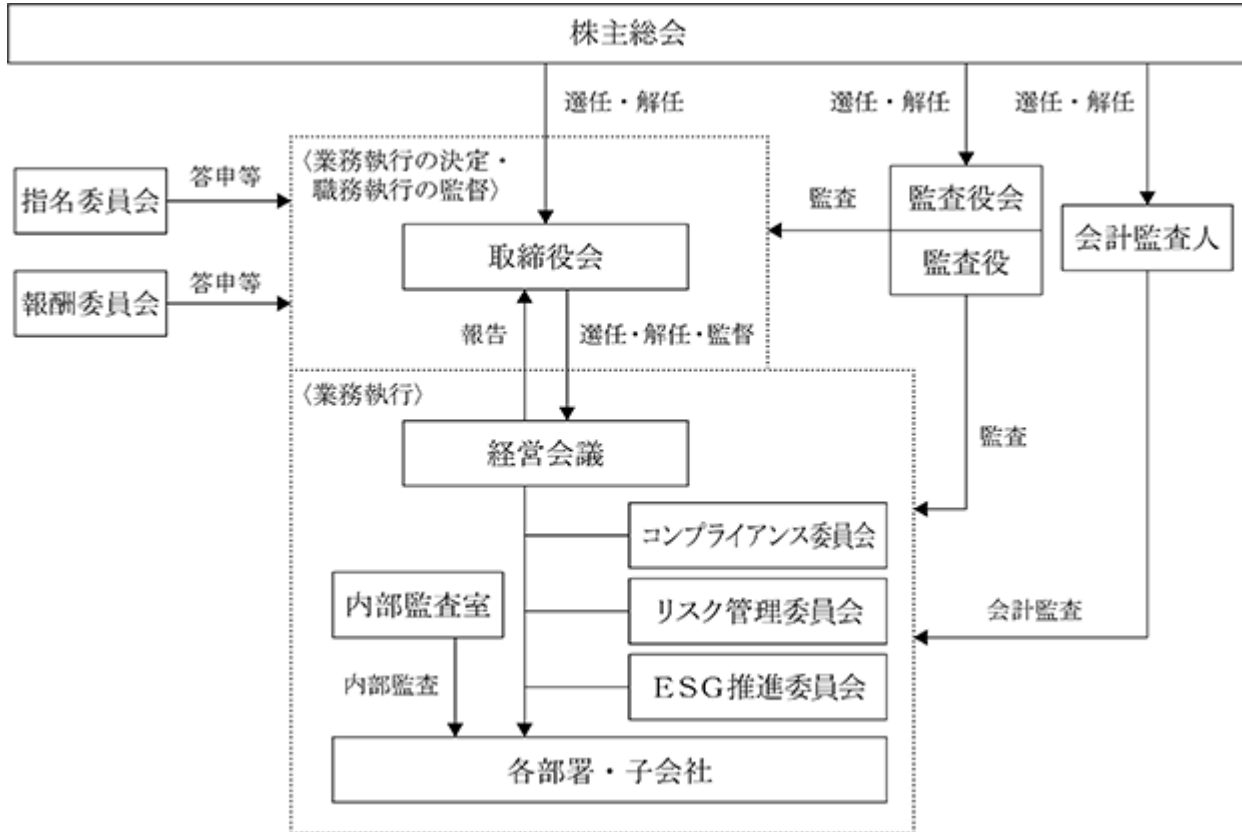 株主総会
選任・解任
選任・解任
選任・解任
〈業務執行の決定・
職務執行の監督〉
指名委員会
答申等
報酬委員会
答申等
取締役会
監査
監査役会
監査役
会計監査人
報告
選任・解任・監督
〈業務執行〉
経営会議
監査
コンプライアンス委員会
内部監査室
リスク管理委員会
会計監査
内部監査
ESG推進委員会
各部署・子会社